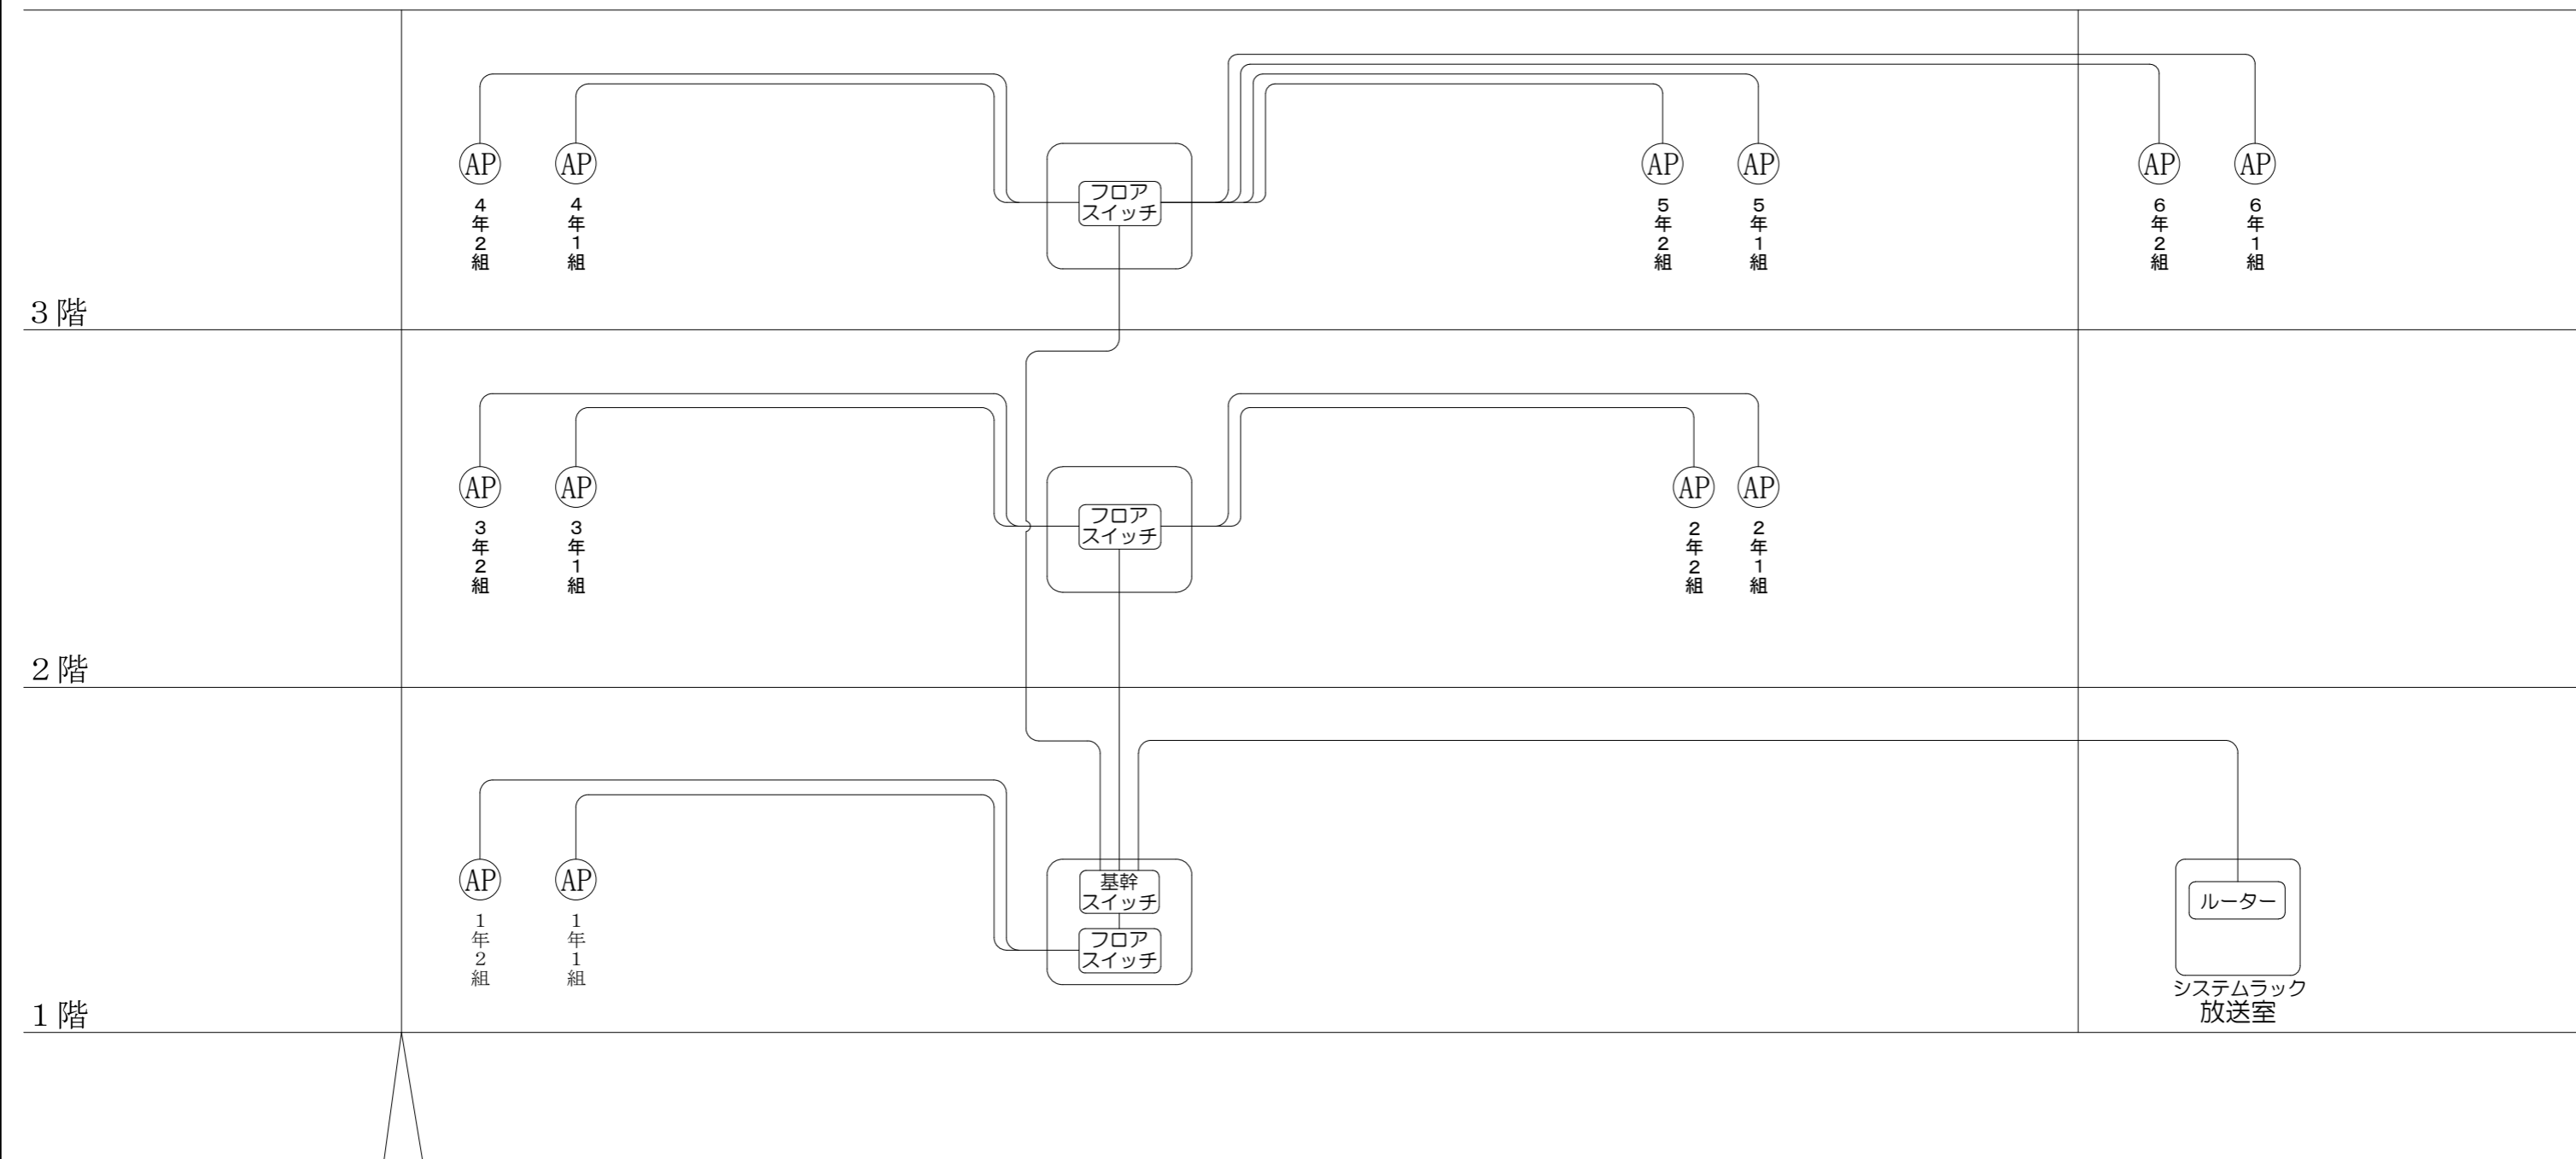 AP
AP
AP
AP
AP
AP
フロア
スイッチ
4年2組
4年1組
5年2組
5年1組
6年2組
6年1組
3階
AP
AP
AP
AP
フロア
スイッチ
3年2組
3年1組
2年2組
2年1組
2階
AP
AP
基幹
スイッチ
フロア
スイッチ
ルーター
1年2組
1年1組
システムラック
放送室
1階